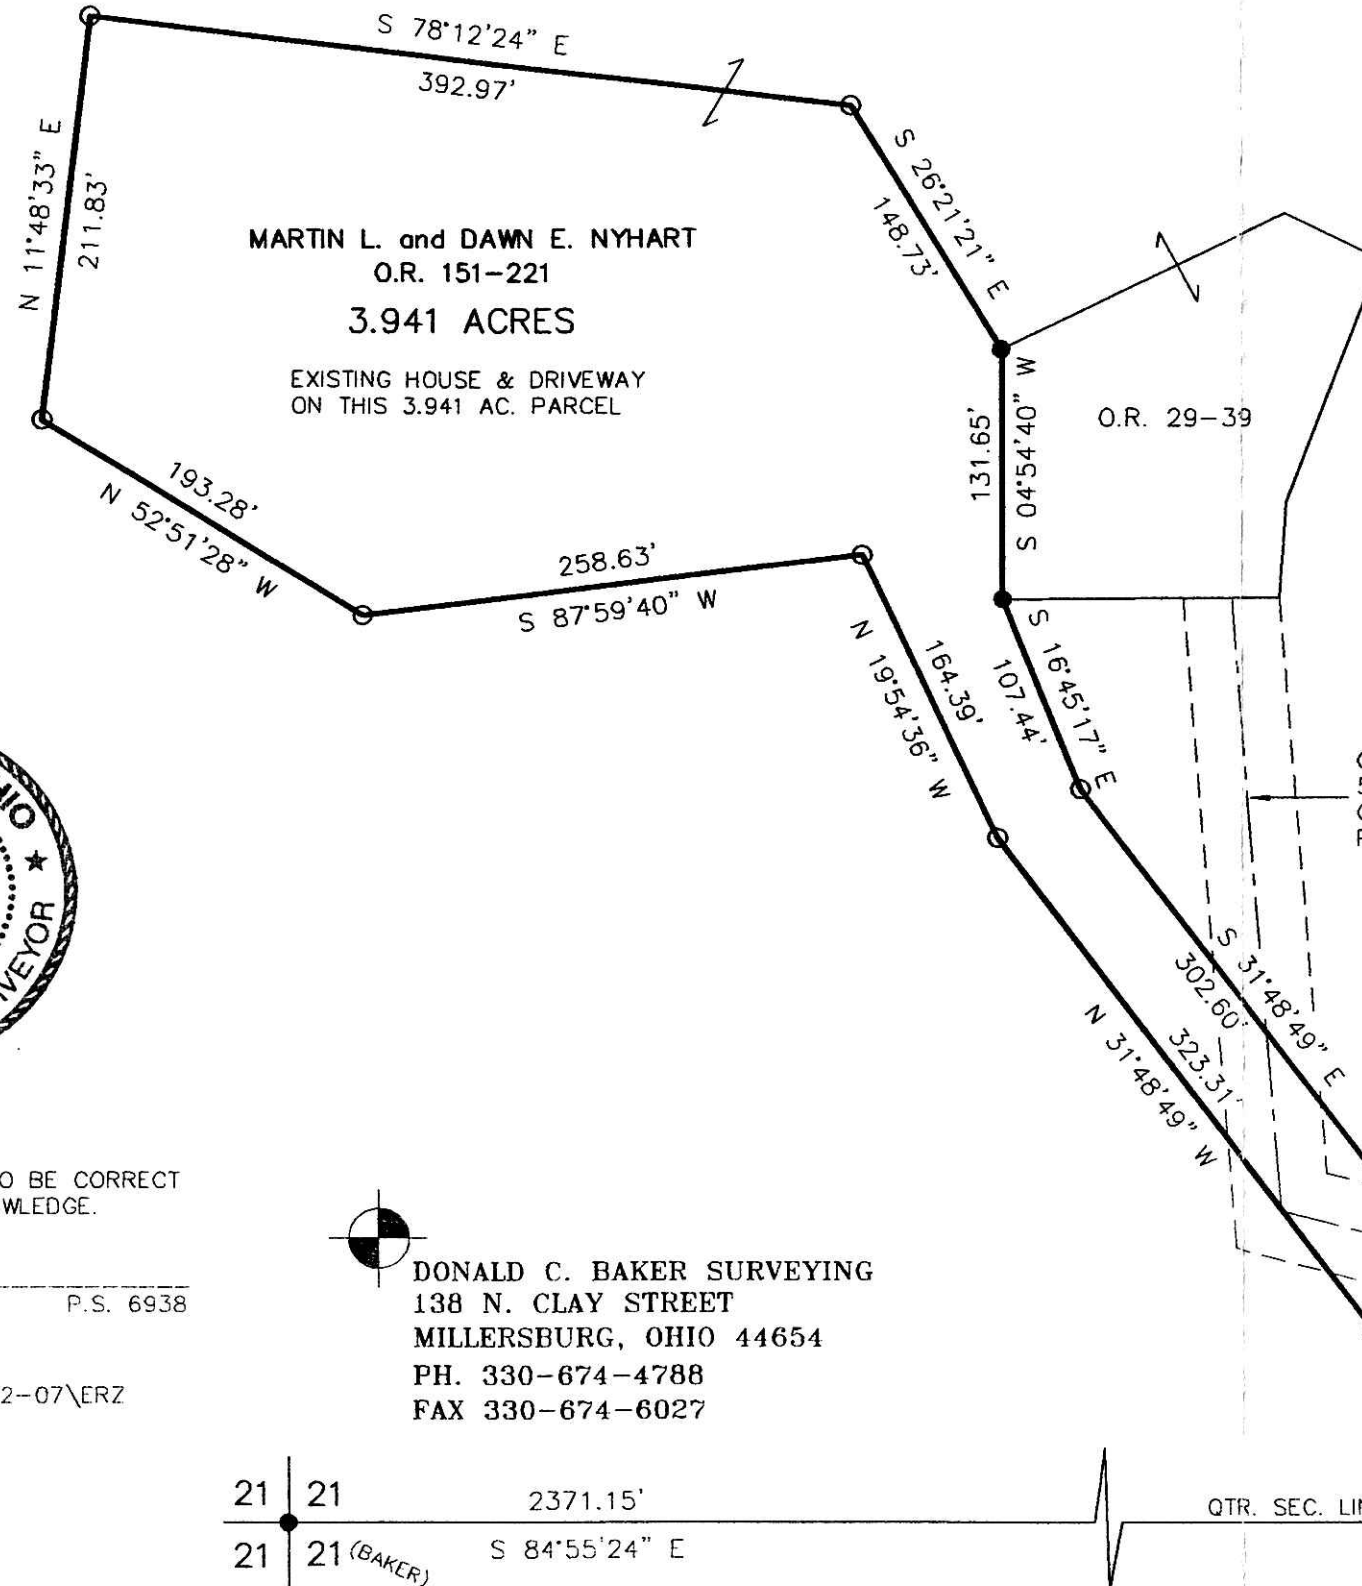 S 78°12'24" E
392.97'
N 11°48'33" E
211.83'
S 26°21'21" E
148.73'
MARTIN L. and DAWN E. NYHART
O.R. 151-221
3.941 ACRES
EXISTING HOUSE & DRIVEWAY
ON THIS 3.941 AC. PARCEL
131.65'
S 04°54'40" W
O.R. 29-39
193.28'
N 52°51'28" W
258.63'
S 87°59'40" W
164.39'
N 19°54'36" W
S 16°45'17" E
107.44'
S 31°48'49" E
302.60'
323.31'
N 31°48'49" W
VEYOR ★
O BE CORRECT
WLEDGE.
P.S. 6938
2-07\ERZ
DONALD C. BAKER SURVEYING
138 N. CLAY STREET
MILLERSBURG, OHIO 44654
PH. 330-674-4788
FAX 330-674-6027
21 21
2371.15'
QTR. SEC. LI
21 21 (BAKER)
S 84°55'24" E